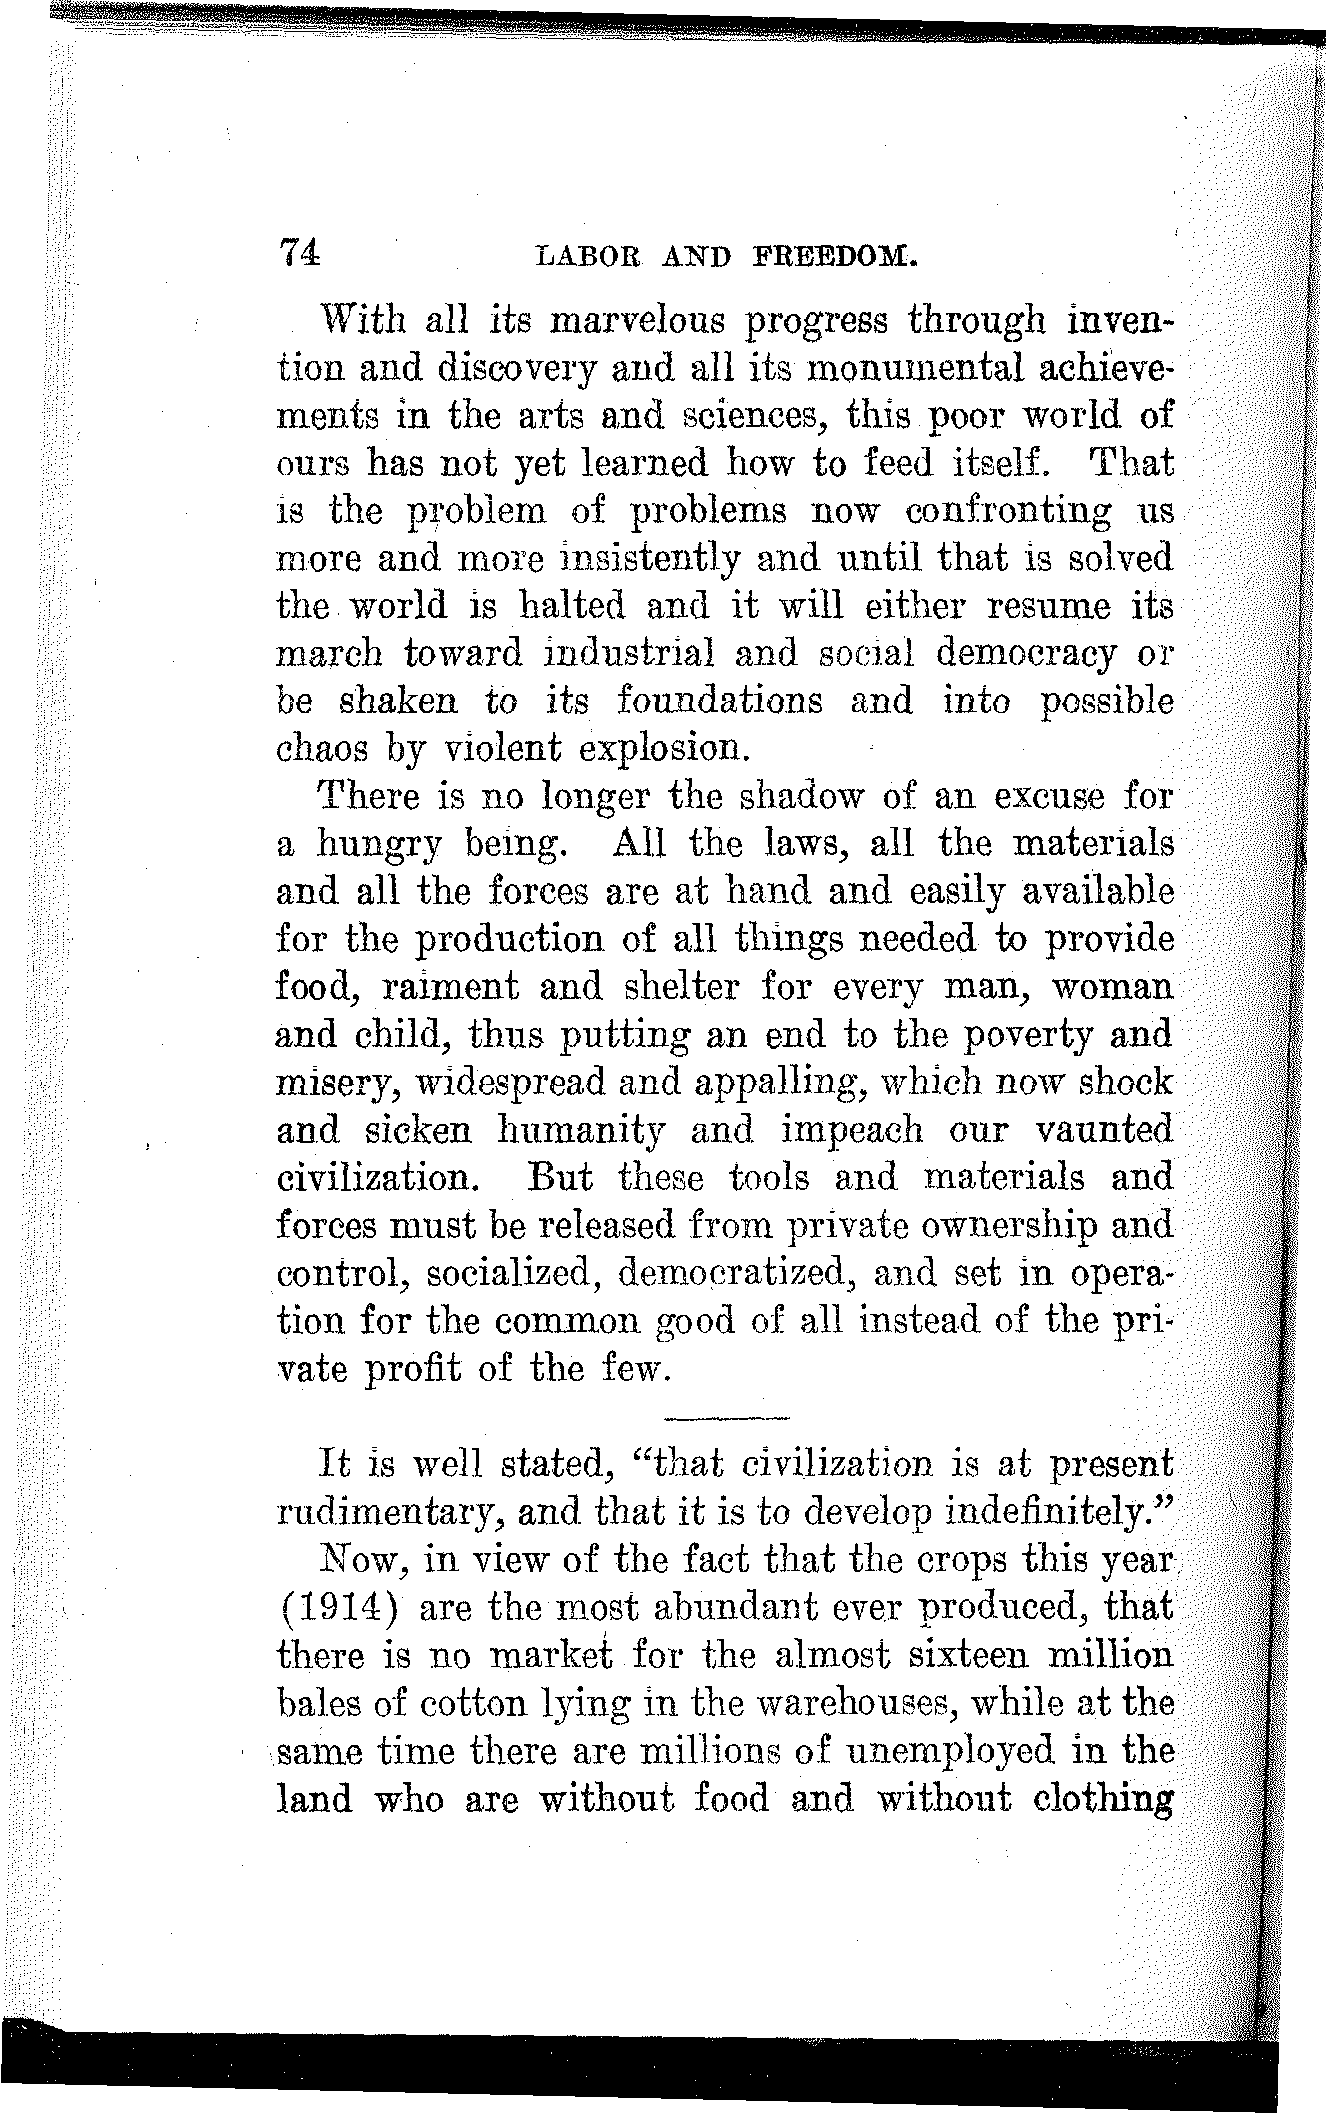 74 LABOR AND FREEDOM.
With all its marvelous progress through inven-
tion and discovery and all its monumental achieve-
ments in the arts and sciences, this poor world of
ours has not yet learned how to feed itself. That
is the problem of problems now confronting us
more and more insistently and until that is solved
the world is halted and it will either resume its
march toward industrial and social democracy or
be shaken to its foundations and into possible
chaos by violent explosion.
There is no longer the shadow of an excuse for
a hungry being. All the laws, all the materials
and all the forces are at hand and easily available
for the production of all things needed to provide
food, raiment and shelter for every man, woman
and child, thus putting an end to the poverty and
misery, widespread and appalling, which now shock
and sicken humanity and impeach our vaunted
civilization. But these tools and materials and
forces must be released from private ownership and
control, socialized, democratized, and set in opera-
tion for the common good of all instead of the pri-
vate profit of the few.
It is well stated, “that civilization is at present
rudimentary, and that it is to develop indefinitely.”
Now, in view of the fact that the crops this year
(1914) are the most abundant ever produced, that
there is no market for the almost sixteen million
bales of cotton lying in the warehouses, while at the
same time there are millions of unemployed in the
land who are without food and without clothing